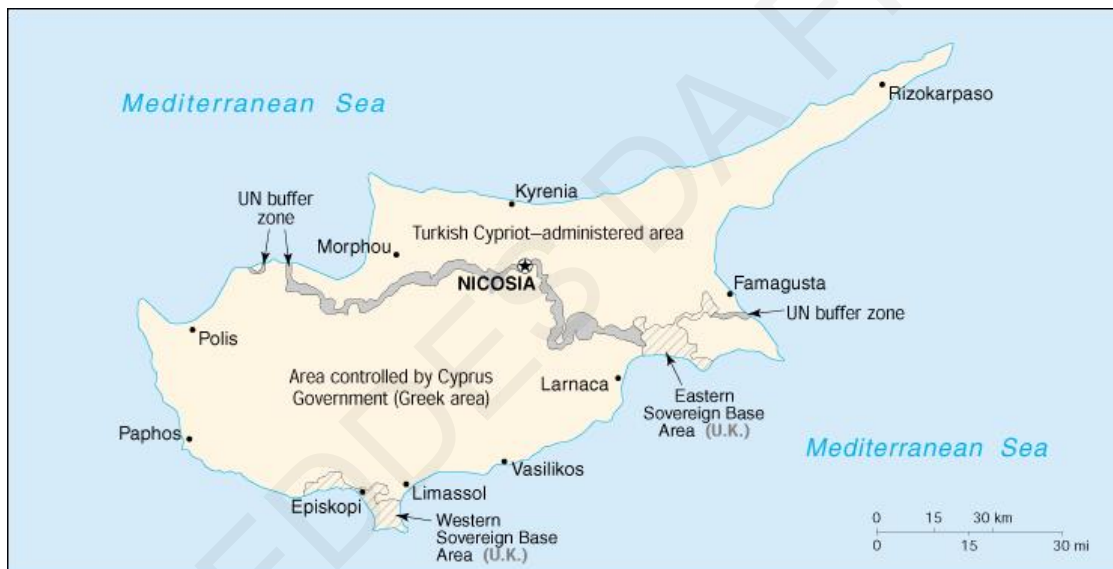 Mediterranean Sea
Rizokarpaso
Kyrenia
UN buffer
zone
Turkish Cypriot–administered area
Morphou
NICOSIA
Famagusta
UN buffer zone
Polis
Area controlled by Cyprus
Government (Greek area)
Larnaca
Eastern
Sovereign Base
Area (U.K.)
Paphos
Mediterranean Sea
Vasilikos
Episkopi
Limassol
Western
Sovereign Base
Area (U.K.)
0 15 30 km
0 15 30 mi